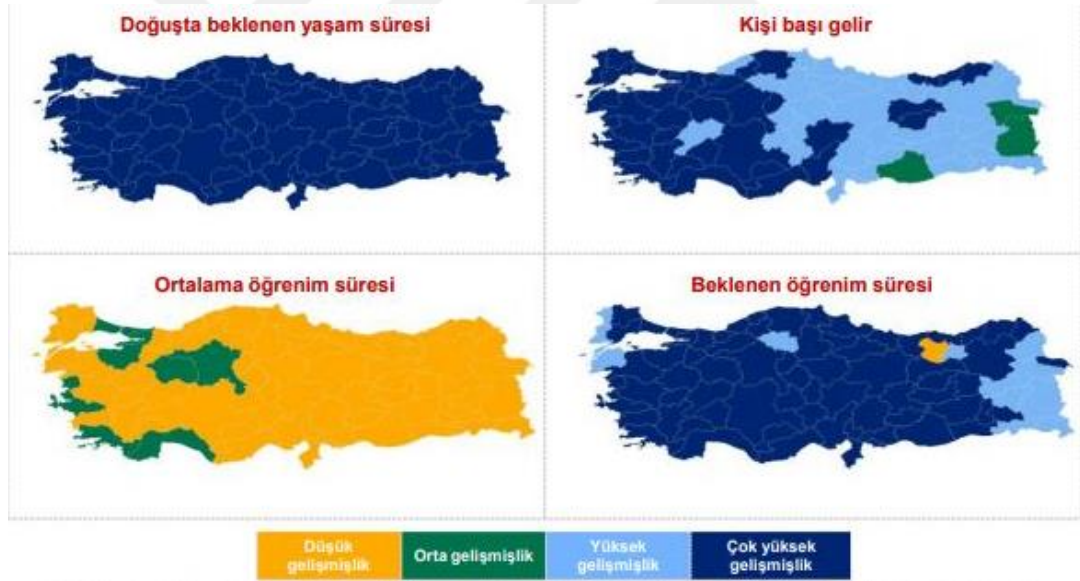 Doğuşta beklenen yaşam süresi
Kişi başı gelir
Ortalama öğrenim süresi
Beklenen öğrenim süresi
Düşük
gelişmişlik
Orta gelişmişlik
Yüksek
gelişmişlik
Çok yüksek
gelişmişlik